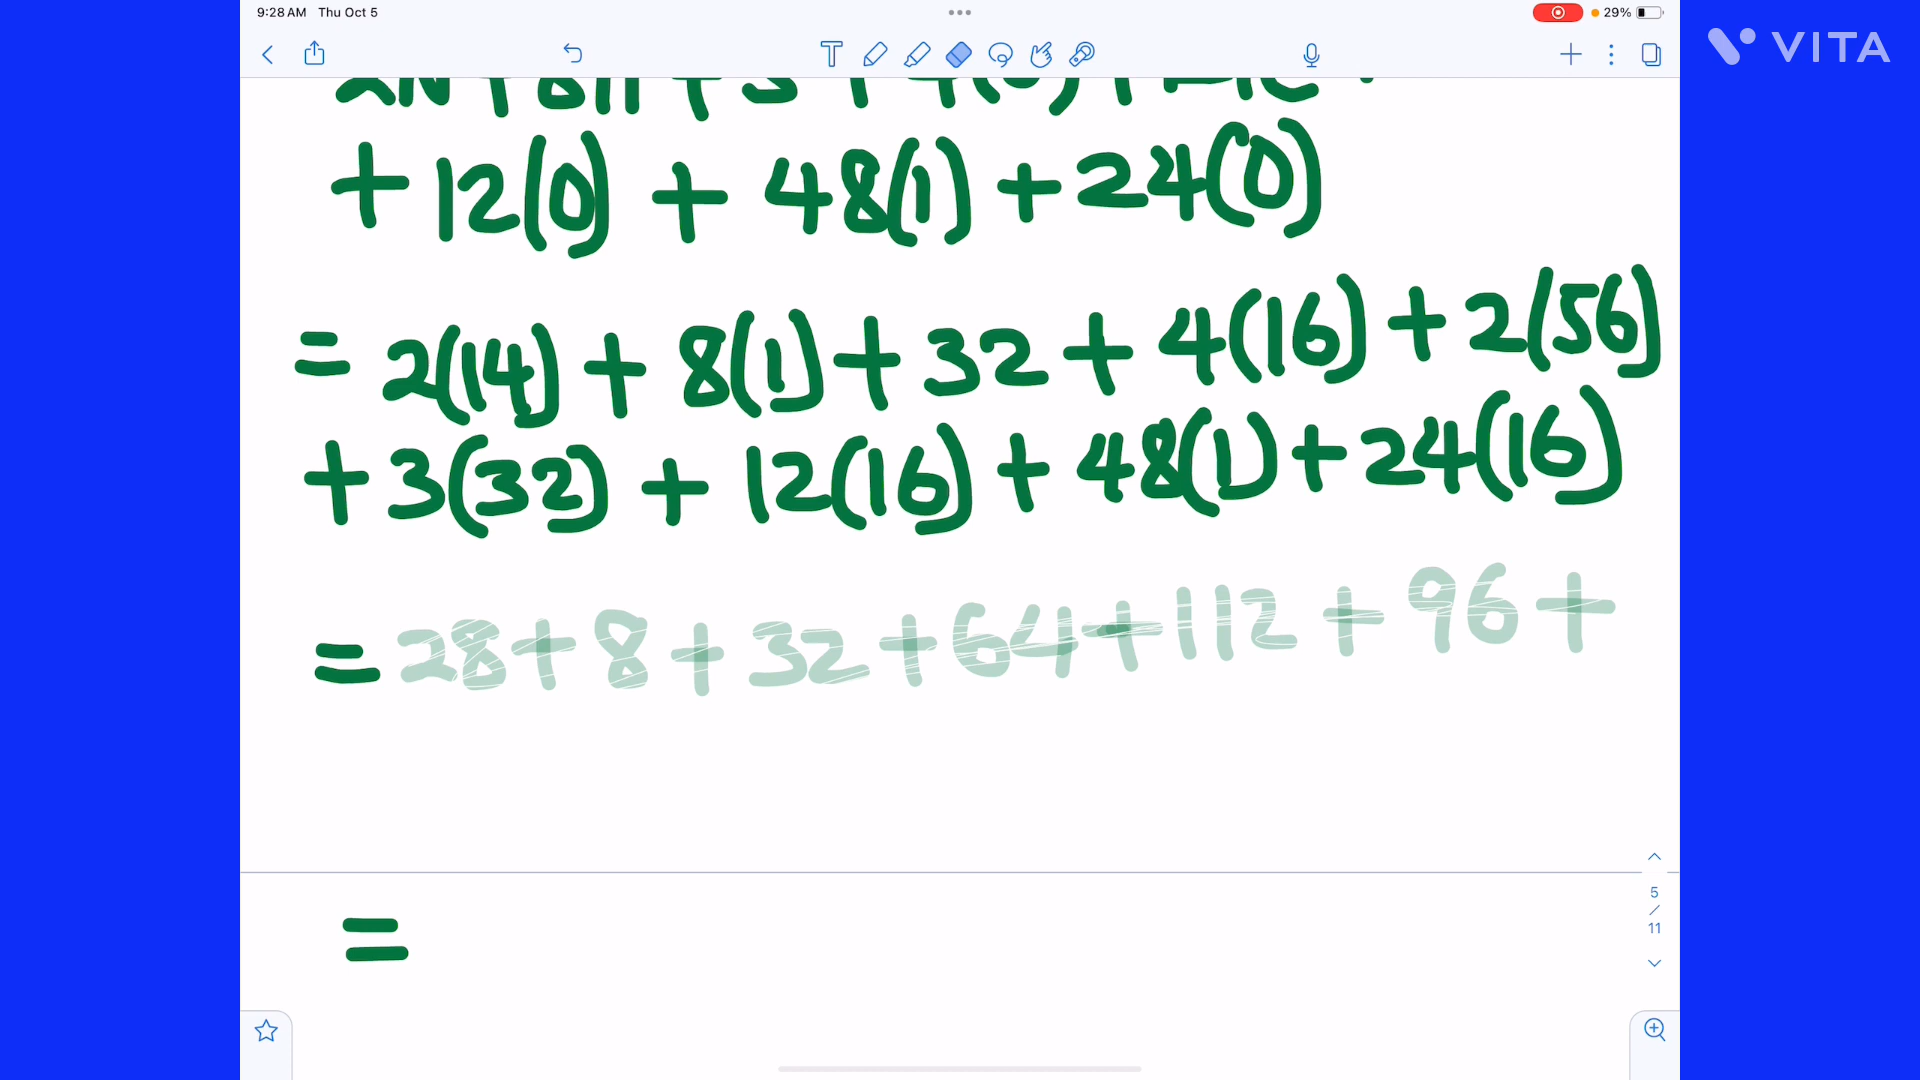 9:28 AM Thu Oct 5
29%
VITA
T
+ 12(0) + 48(1) + 24(0)
= 2(14) + 8(1) + 32 + 4(16) + 2(56)
+ 3(32) + 12(16) + 48(1) + 24(16)
= 28 + 8 + 32 + 64 + 112 + 96 +
5
/
11
=